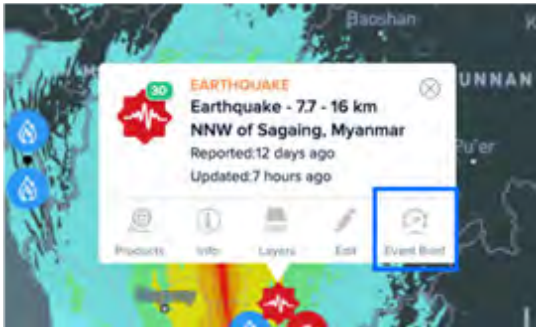 Baoshan
30
EARTHQUAKE
Earthquake - 7.7 - 16 km
NNW of Sagaing, Myanmar
Reported:12 days ago
Updated:7 hours ago
UNNAN
Pu'er
Products
Info
Layers
Edit
Event Brief